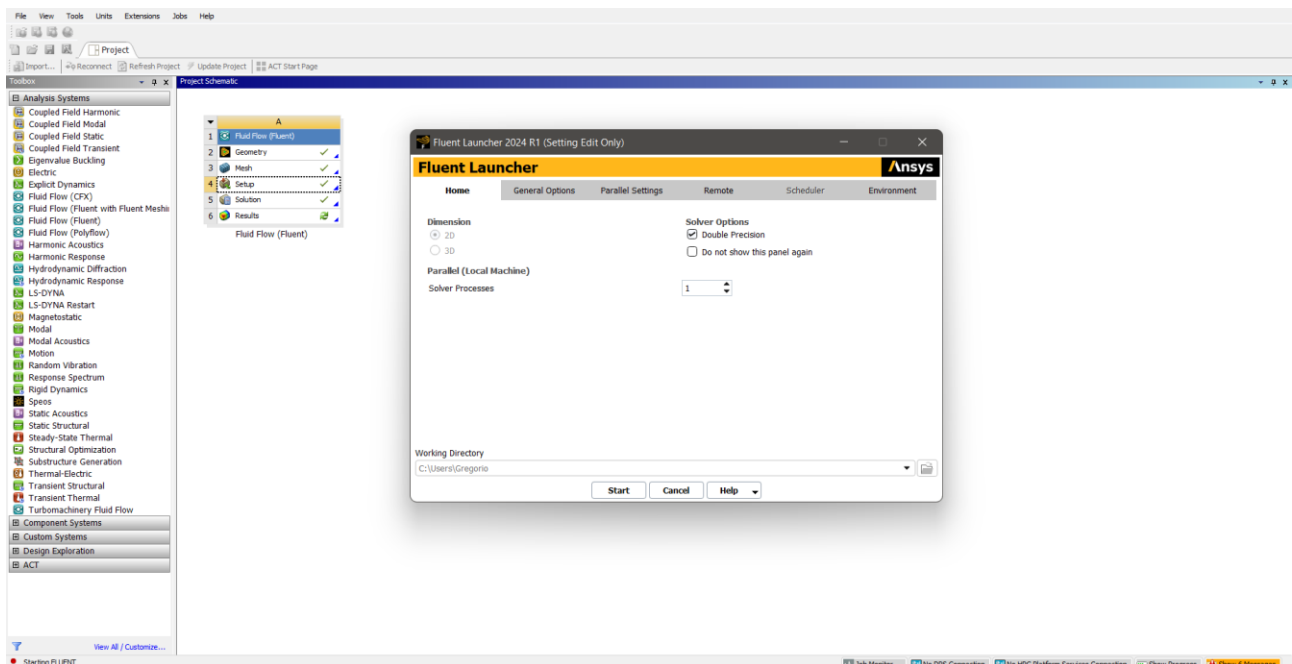 File View Tools Units Extensions Jobs Help
Project
Import... Reconnect Refresh Project Update Project ACT Start Page
Toolbox
Project Schematic
Analysis Systems
Coupled Field Harmonic
Coupled Field Modal
Coupled Field Static
Coupled Field Transient
Eigenvalue Buckling
Electric
Explicit Dynamics
Fluid Flow (CFX)
Fluid Flow (Fluent with Fluent Meshin
Fluid Flow (Fluent)
Fluid Flow (Polyflow)
Harmonic Acoustics
Harmonic Response
Hydrodynamic Diffraction
Hydrodynamic Response
LS-DYNA
LS-DYNA Restart
Magnetostatic
Modal
Modal Acoustics
Motion
Random Vibration
Response Spectrum
Rigid Dynamics
Speos
Static Acoustics
Static Structural
Steady-State Thermal
Structural Optimization
Substructure Generation
Thermal-Electric
Transient Structural
Transient Thermal
Turbomachinery Fluid Flow
Component Systems
Custom Systems
Design Exploration
ACT
View All / Customize...
A
1 Fluid Flow (Fluent)
2 Geometry
3 Mesh
4 Setup
5 Solution
6 Results
Fluid Flow (Fluent)
Fluent Launcher 2024 R1 (Setting Edit Only)
Fluent Launcher Ansys
Home General Options Parallel Settings Remote Scheduler Environment
Dimension
2D
3D
Parallel (Local Machine)
Solver Processes 1
Solver Options
Double Precision
Do not show this panel again
Working Directory
C:\Users\Gregorio
Start Cancel Help
Starting FLUENT
Job Monitor... No DPS Connection No HPC Platform Services Connection Show Progress Show 6 Messages